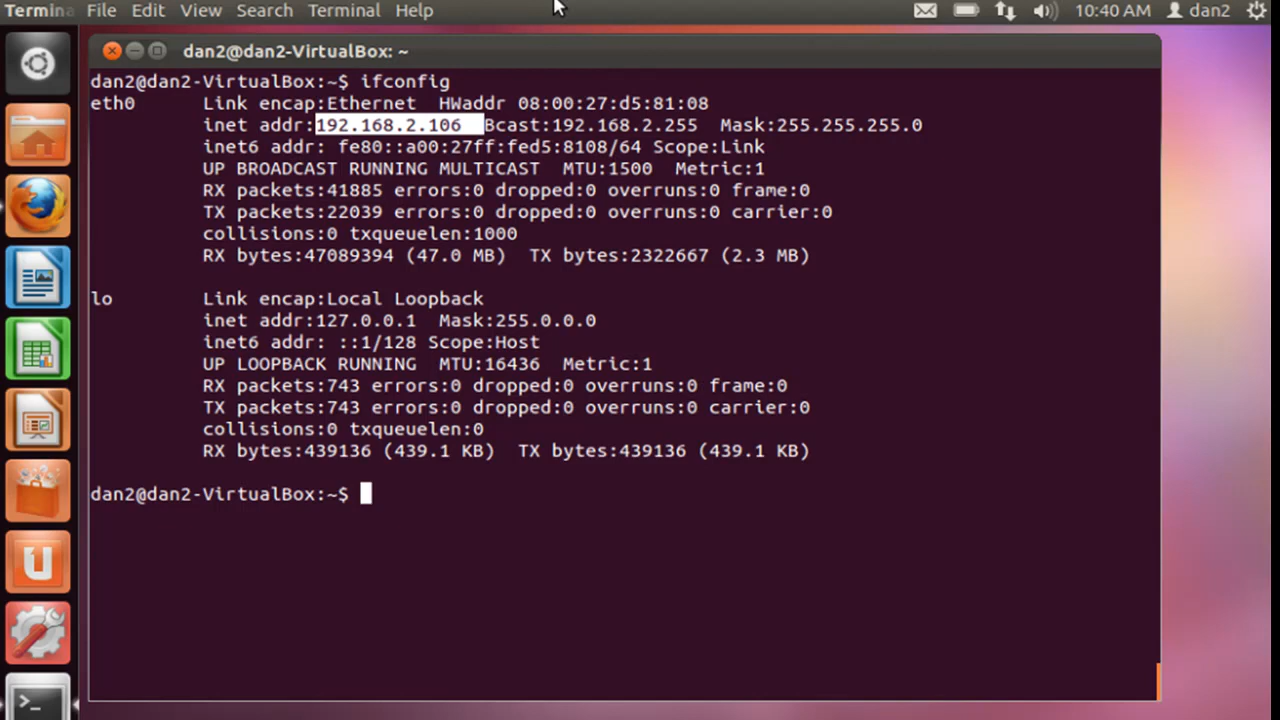 Termina File Edit View Search Terminal Help 10:40 AM dan2
dan2@dan2-VirtualBox: ~
dan2@dan2-VirtualBox:~$ ifconfig
eth0 Link encap:Ethernet HWaddr 08:00:27:d5:81:08
inet addr:192.168.2.106 Bcast:192.168.2.255 Mask:255.255.255.0
inet6 addr: fe80::a00:27ff:fed5:8108/64 Scope:Link
UP BROADCAST RUNNING MULTICAST MTU:1500 Metric:1
RX packets:41885 errors:0 dropped:0 overruns:0 frame:0
TX packets:22039 errors:0 dropped:0 overruns:0 carrier:0
collisions:0 txqueuelen:1000
RX bytes:47089394 (47.0 MB) TX bytes:2322667 (2.3 MB)
lo Link encap:Local Loopback
inet addr:127.0.0.1 Mask:255.0.0.0
inet6 addr: ::1/128 Scope:Host
UP LOOPBACK RUNNING MTU:16436 Metric:1
RX packets:743 errors:0 dropped:0 overruns:0 frame:0
TX packets:743 errors:0 dropped:0 overruns:0 carrier:0
collisions:0 txqueuelen:0
RX bytes:439136 (439.1 KB) TX bytes:439136 (439.1 KB)
dan2@dan2-VirtualBox:~$